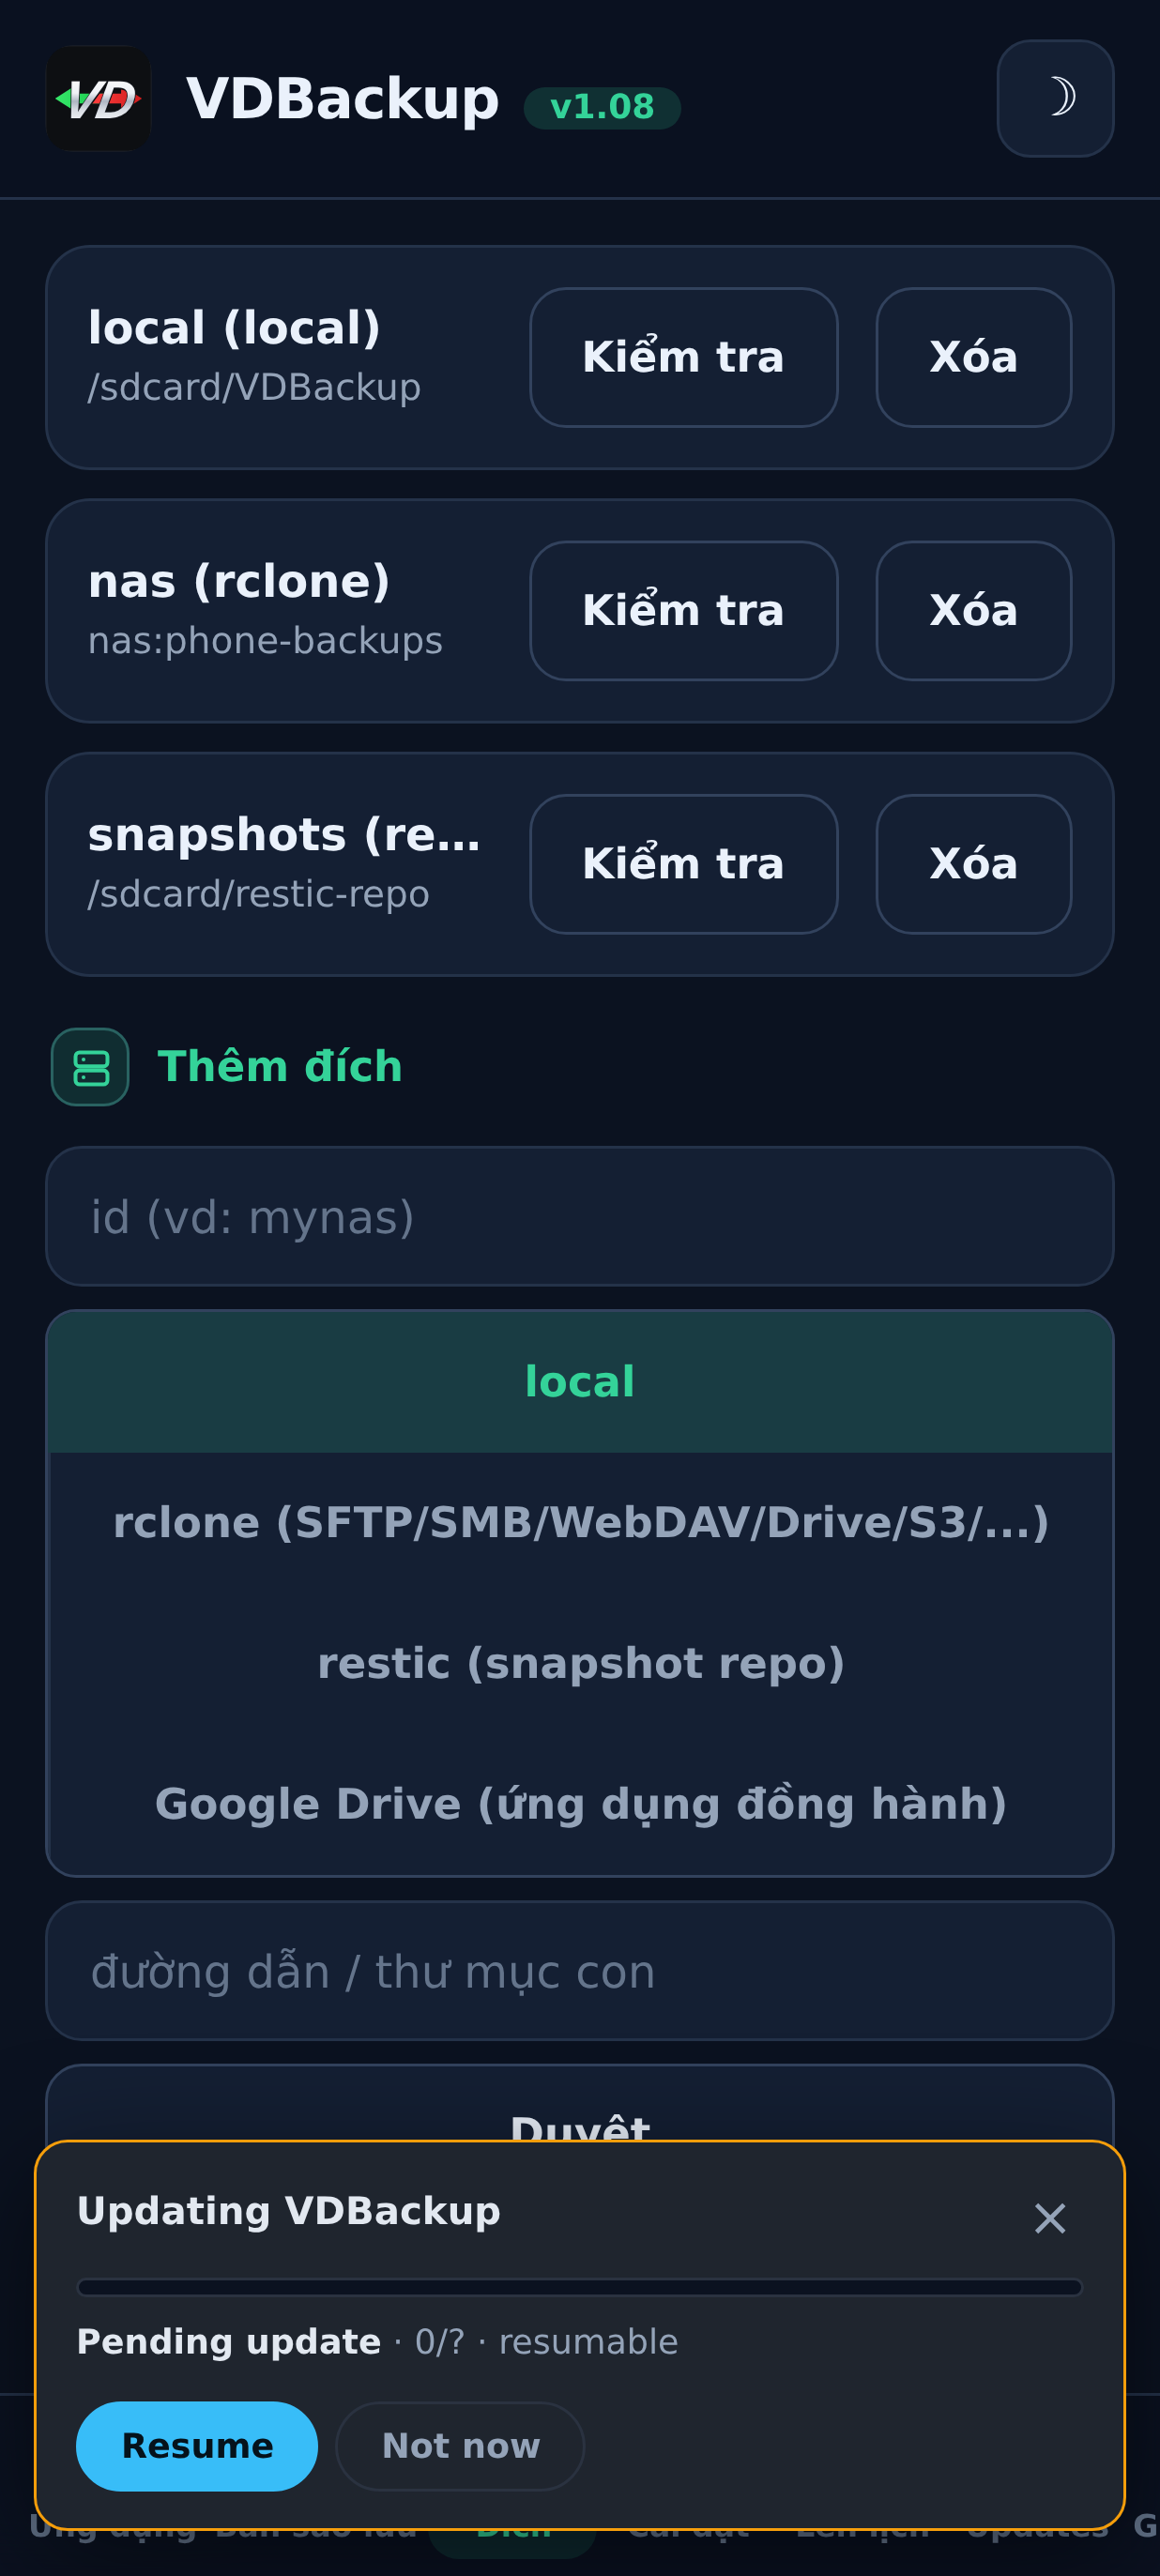 VD
VDBackup v1.08
local (local)
/sdcard/VDBackup
Kiểm tra
Xóa
nas (rclone)
nas:phone-backups
Kiểm tra
Xóa
snapshots (re...
/sdcard/restic-repo
Kiểm tra
Xóa
Thêm đích
id (vd: mynas)
local
rclone (SFTP/SMB/WebDAV/Drive/S3/...)
restic (snapshot repo)
Google Drive (ứng dụng đồng hành)
đường dẫn / thư mục con
Duyệt
Updating VDBackup
Pending update · 0/? · resumable
Resume
Not now